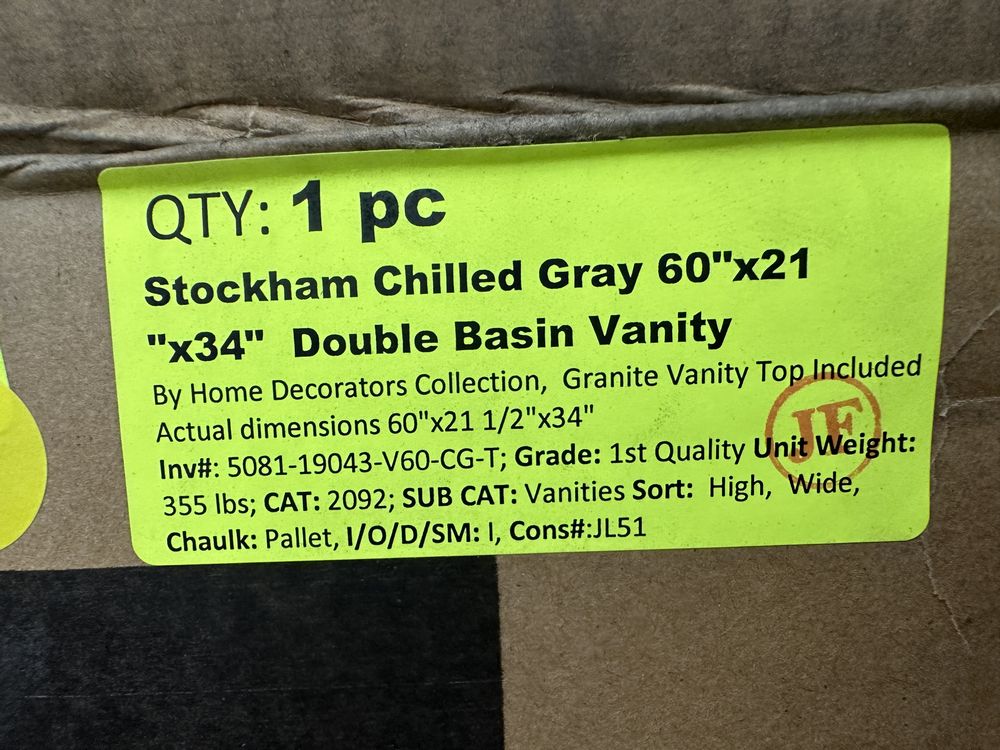 QTY: 1 pc
Stockham Chilled Gray 60"x21
"x34"  Double Basin Vanity
By Home Decorators Collection,  Granite Vanity Top Included
Actual dimensions 60"x21 1/2"x34"
Inv#: 5081-19043-V60-CG-T; Grade: 1st Quality Unit Weight:
355 lbs; CAT: 2092; SUB CAT: Vanities Sort:  High,  Wide,
Chaulk: Pallet, I/O/D/SM: I, Cons#:JL51
JF